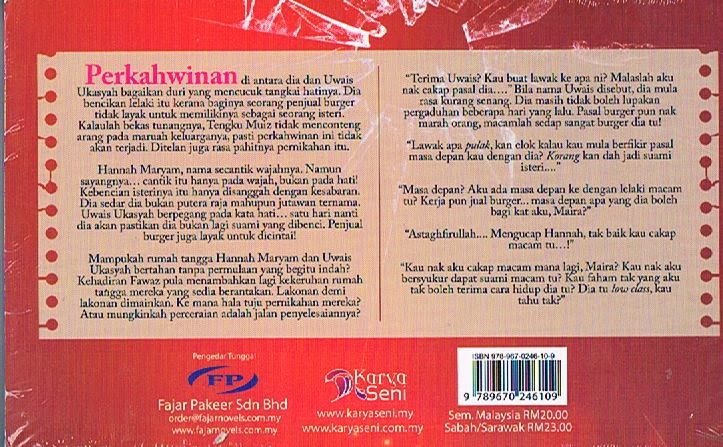 Perkahwinan di antara dia dan Uwais
Ukasyah bagaikan duri yang mencucuk tangkai hatinya. Dia
bencikan lelaki itu kerana baginya seorang penjual burger
tidak layak untuk memilikinya sebagai seorang isteri.
Kalaulah bekas tunangnya, Tengku Muiz tidak menconteng
arang pada maruah keluarganya, pasti perkahwinan ini tidak
akan terjadi. Ditelan juga rasa pahitnya pernikahan itu.
Hannah Maryam, nama secantik wajahnya. Namun
sayangnya… cantik itu hanya pada wajah, bukan pada hati!
Kebencian isterinya itu hanya disanggah dengan kesabaran.
Dia sedar dia bukan putera raja mahupun jutawan ternama.
Uwais Ukasyah berpegang pada kata hati… satu hari nanti
dia akan pastikan dia bukan lagi suami yang dibenci. Penjual
burger juga layak untuk dicintai!
Mampukah rumah tangga Hannah Maryam dan Uwais
Ukasyah bertahan tanpa permulaan yang begitu indah?
Kehadiran Fawaz pula menambahkan lagi kekeruhan rumah
tangga mereka yang sedia berantakan. Lakonan demi
lakonan dimainkan. Ke mana hala tuju pernikahan mereka?
Atau mungkinkah perceraian adalah jalan penyelesaiannya?
“Terima Uwais? Kau buat lawak ke apa ni? Malaslah aku
nak cakap pasal dia….” Bila nama Uwais disebut, dia mula
rasa kurang senang. Dia masih tidak boleh lupakan
pergaduhan beberapa hari yang lalu. Pasal burger pun nak
marah orang, macamlah sedap sangat burger dia tu!
“Lawak apa pulak, kan elok kalau kau mula berfikir pasal
masa depan kau dengan dia? Korang kan dah jadi suami
isteri….”
“Masa depan? Aku ada masa depan ke dengan lelaki macam
tu? Kerja pun jual burger… masa depan apa yang dia boleh
bagi kat aku, Maira?”
“Astaghfirullah…. Mengucap Hannah, tak baik kau cakap
macam tu…!”
“Kau nak aku cakap macam mana lagi, Maira? Kau nak aku
bersyukur dapat suami macam tu? Kau faham tak yang aku
tak boleh terima cara hidup dia tu? Dia tu low class, kau
tahu tak?”
Pengedar Tunggal
FP
Fajar Pakeer Sdn Bhd
order@fajarnovels.com.my
www.fajarnovels.com.my
Karya
Seni
www.karyaseni.my
www.karyaseni.com.my
ISBN 978-967-0246-10-9
9 789670 246109
Sem. Malaysia RM20.00
Sabah/Sarawak RM23.00